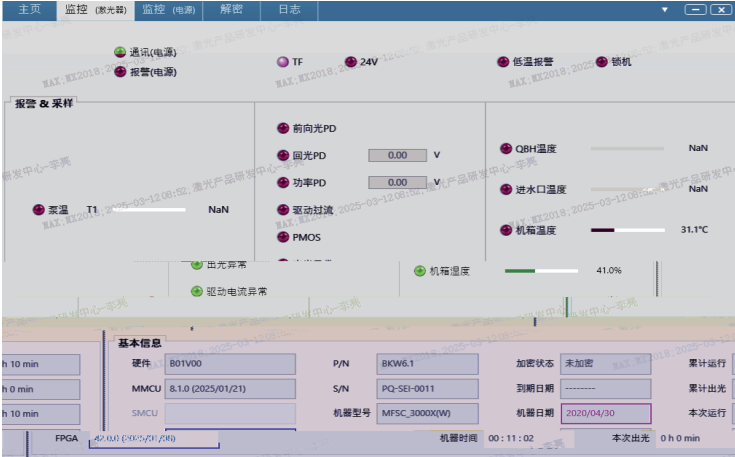 主页 监控 (激光器) 监控 (电源) 解密 日志
通讯(电源)
报警(电源)
TF 24V 低温报警 锁机
报警 & 采样
前向光PD
回光PD 0.00 V
功率PD 0.00 V
驱动过流
PMOS
泵温 T1 NaN
QBH温度 NaN
进水口温度 NaN
机箱温度 31.1°C
出光异常
驱动电流异常
机箱湿度 41.0%
基本信息
h 10 min 硬件 B01V00 P/N BKW6.1 加密状态 未加密 累计运行
h 0 min MMCU 8.1.0 (2025/01/21) S/N PQ-SEI-0011 到期日期 -------- 累计出光
h 10 min SMCU 机器型号 MFSC_3000X(W) 机器日期 2020/04/30 本次运行
FPGA 机器时间 00 : 11 : 02 本次出光 0 h 0 min